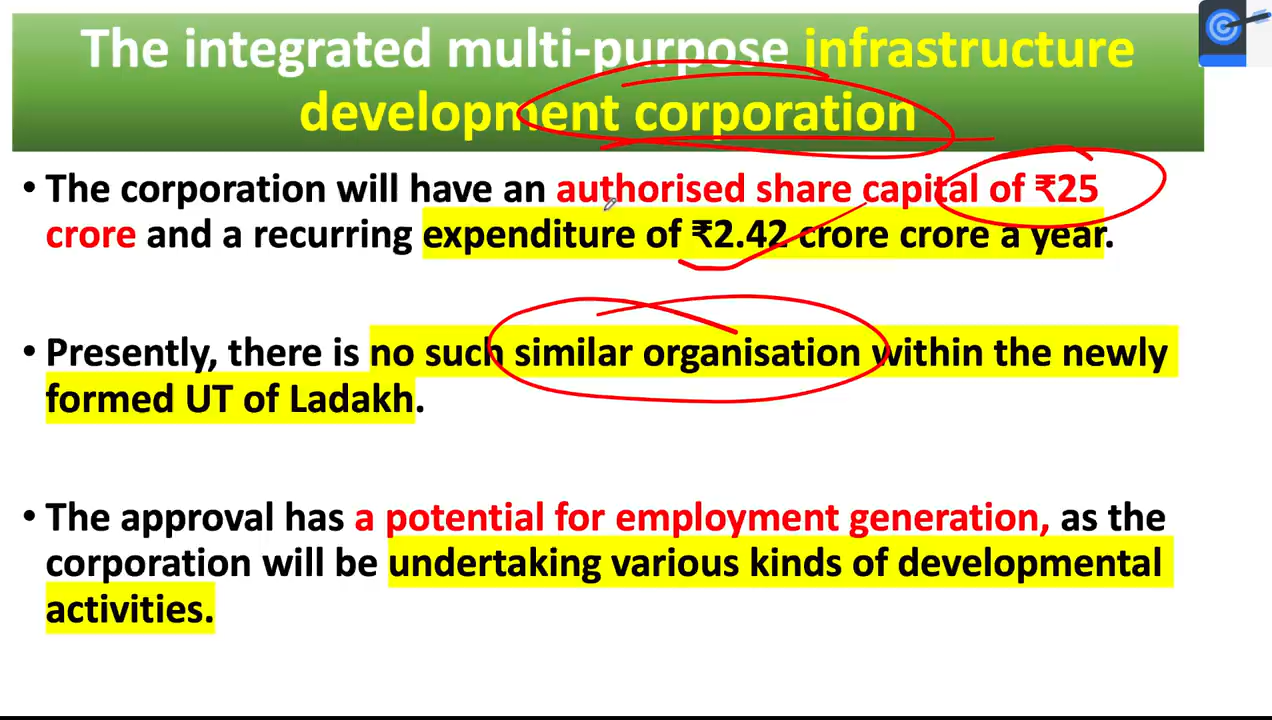 The integrated multi-purpose infrastructure
development corporation
• The corporation will have an authorised share capital of ₹25
crore and a recurring expenditure of ₹2.42 crore crore a year.
• Presently, there is no such similar organisation within the newly
formed UT of Ladakh.
• The approval has a potential for employment generation, as the
corporation will be undertaking various kinds of developmental
activities.